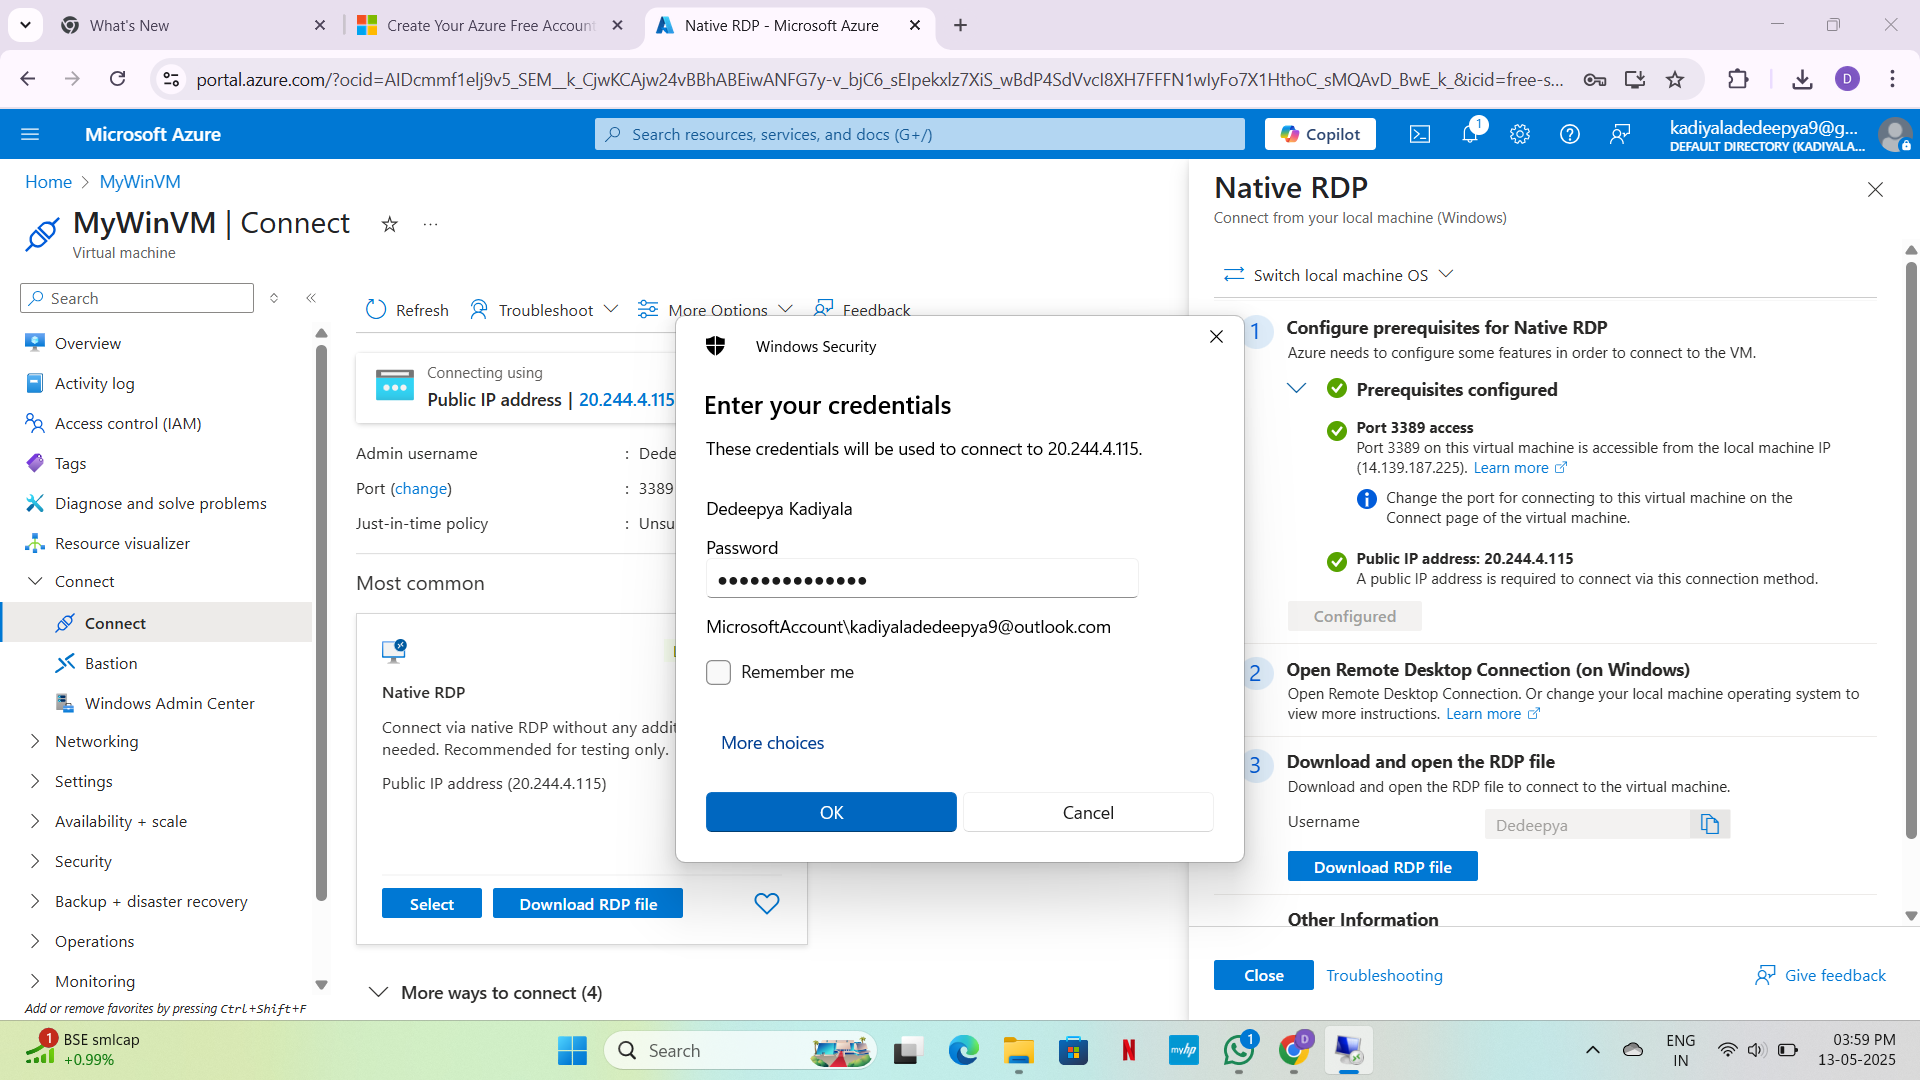 What's New
Create Your Azure Free Account
Native RDP - Microsoft Azure
portal.azure.com/?ocid=AIDcmmf1elj9v5_SEM__k_CjwKCAjw24vBBhABEiwANFG7y-v_bjC6_sEIpekxlz7XiS_wBdP4SdVvcI8XH7FFFN1wIyFo7X1HthoC_sMQAvD_BwE_k_&icid=free-s...
D
Microsoft Azure
Search resources, services, and docs (G+/)
Copilot
1
kadiyaladedeepya9@g...
DEFAULT DIRECTORY (KADIYALA...
Home > MyWinVM
MyWinVM | Connect
...
Virtual machine
Search
Overview
Activity log
Access control (IAM)
Tags
Diagnose and solve problems
Resource visualizer
Connect
Connect
Bastion
Windows Admin Center
Networking
Settings
Availability + scale
Security
Backup + disaster recovery
Operations
Monitoring
Add or remove favorites by pressing Ctrl+Shift+F
Refresh
Troubleshoot
More Options
Feedback
Connecting using
Public IP address | 20.244.4.115
Admin username : Dede
Port (change) : 3389
Just-in-time policy : Unsu
Most common
Native RDP
Connect via native RDP without any addit
needed. Recommended for testing only.
Public IP address (20.244.4.115)
Select
Download RDP file
More ways to connect (4)
Windows Security
Enter your credentials
These credentials will be used to connect to 20.244.4.115.
Dedeepya Kadiyala
Password
●●●●●●●●●●●●●●
MicrosoftAccount\kadiyaladedeepya9@outlook.com
Remember me
More choices
OK
Cancel
Native RDP
Connect from your local machine (Windows)
Switch local machine OS
1
Configure prerequisites for Native RDP
Azure needs to configure some features in order to connect to the VM.
Prerequisites configured
Port 3389 access
Port 3389 on this virtual machine is accessible from the local machine IP
(14.139.187.225). Learn more
Change the port for connecting to this virtual machine on the
Connect page of the virtual machine.
Public IP address: 20.244.4.115
A public IP address is required to connect via this connection method.
Configured
2
Open Remote Desktop Connection (on Windows)
Open Remote Desktop Connection. Or change your local machine operating system to
view more instructions. Learn more
3
Download and open the RDP file
Download and open the RDP file to connect to the virtual machine.
Username
Dedeepya
Download RDP file
Other Information
Close
Troubleshooting
Give feedback
1
BSE smlcap
+0.99%
Search
N
myhp
1
D
ENG
IN
03:59 PM
13-05-2025